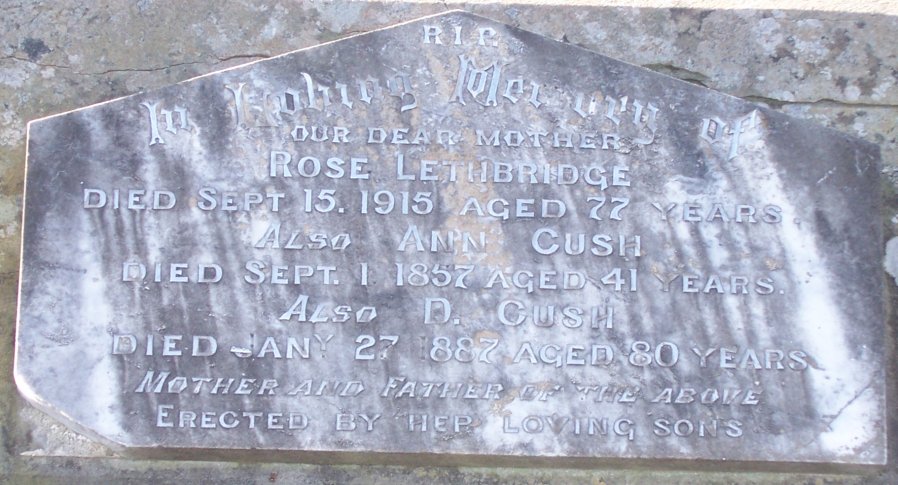 R.I.P.
In Loving Memory of
OUR DEAR MOTHER
ROSE LETHBRIDGE
DIED SEPT 15. 1915 AGED 77 YEARS.
ALSO ANN CUSH
DIED SEPT. 1 1857 AGED 41 YEARS.
ALSO D. CUSH
DIED JANY 27 1887 AGED 80 YEARS
MOTHER AND FATHER OF THE ABOVE
ERECTED BY HER LOVING SONS